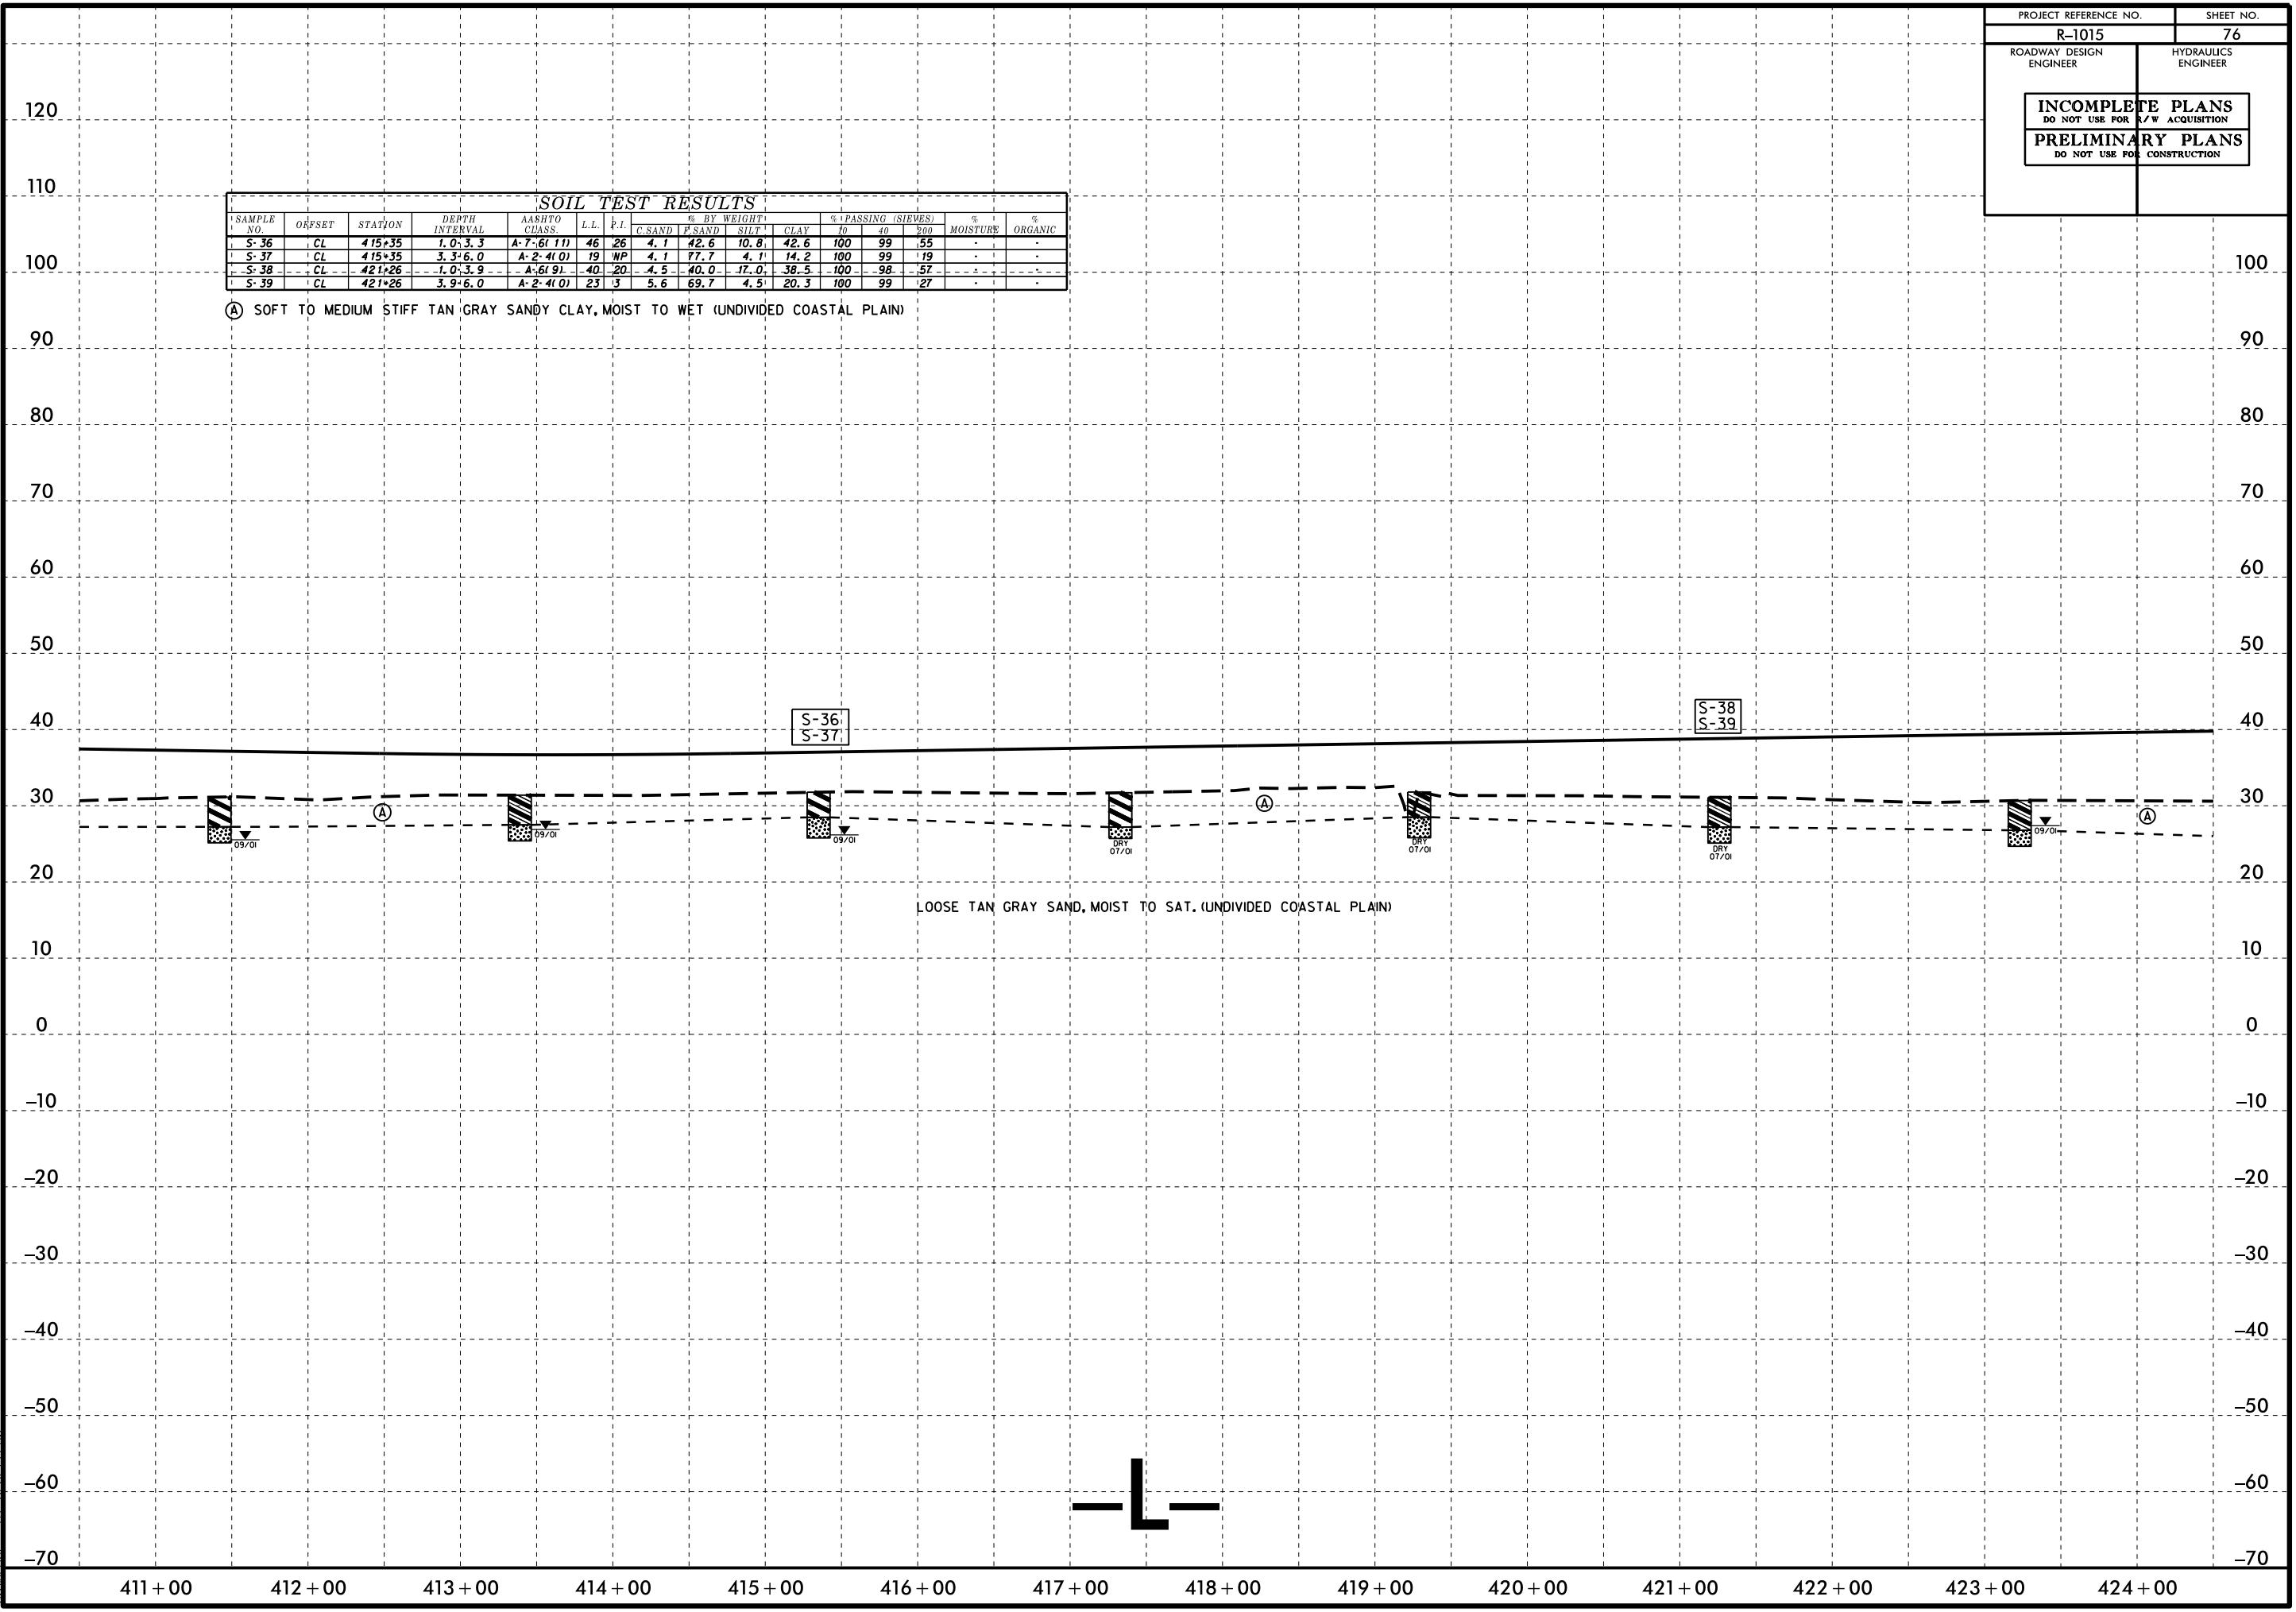 PROJECT REFERENCE NO. SHEET NO.
R–1015 76
ROADWAY DESIGN ENGINEER HYDRAULICS ENGINEER
INCOMPLETE PLANS
DO NOT USE FOR R/W ACQUISITION
PRELIMINARY PLANS
DO NOT USE FOR CONSTRUCTION
120
110
SOIL TEST RESULTS
SAMPLE NO. OFFSET STATION DEPTH INTERVAL AASHTO CLASS. L.L. P.I. % BY WEIGHT C.SAND F.SAND SILT CLAY % PASSING (SIEVES) 10 40 200 % MOISTURE % ORGANIC
S-36 CL 415+35 1.0-3.3 A-7-6(11) 46 26 4.1 42.6 10.8 42.6 100 99 55 - -
S-37 CL 415+35 3.3-6.0 A-2-4(0) 19 NP 4.1 77.7 4.1 14.2 100 99 19 - -
S-38 CL 421+26 1.0-3.9 A-6(9) 40 20 4.5 40.0 17.0 38.5 100 98 57 - -
S-39 CL 421+26 3.9-6.0 A-2-4(0) 23 3 5.6 69.7 4.5 20.3 100 99 27 - -
100 100
A SOFT TO MEDIUM STIFF TAN GRAY SANDY CLAY, MOIST TO WET (UNDIVIDED COASTAL PLAIN)
90 90
80 80
70 70
60 60
50 50
S-38
S-39
S-36
S-37
40 40
30 30
A A A
09/01 09/01 09/01 DRY 07/01 DRY 07/01 DRY 07/01 09/01
20 20
LOOSE TAN GRAY SAND, MOIST TO SAT. (UNDIVIDED COASTAL PLAIN)
10 10
0 0
–10 –10
–20 –20
–30 –30
–40 –40
–50 –50
–60 –60
–L–
–70 –70
411+00 412+00 413+00 414+00 415+00 416+00 417+00 418+00 419+00 420+00 421+00 422+00 423+00 424+00